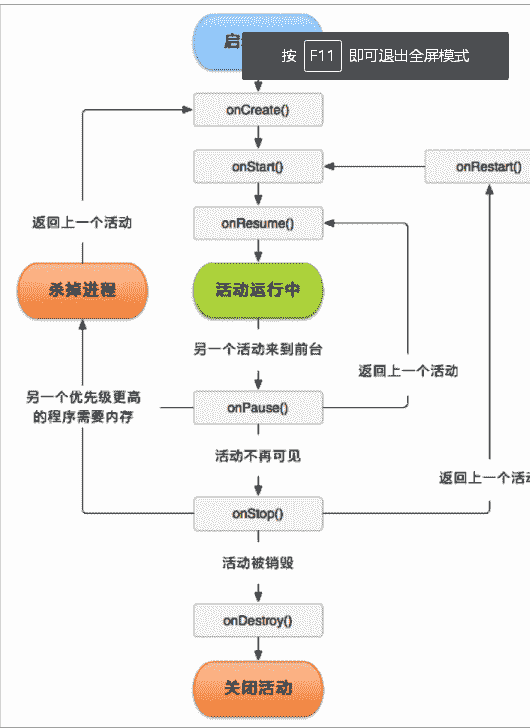 启
按 F11 即可退出全屏模式
onCreate()
onStart()
onRestart()
onResume()
返回上一个活动
杀掉进程
活动运行中
另一个活动来到前台
返回上一个活动
另一个优先级更高
的程序需要内存
onPause()
活动不再可见
返回上一个活
onStop()
活动被销毁
onDestroy()
关闭活动